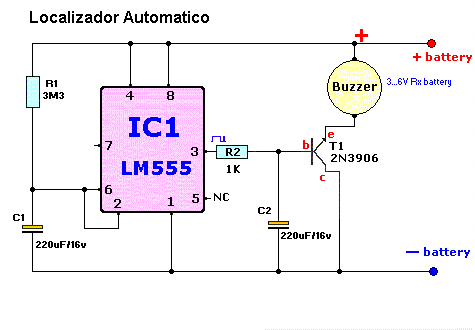 Localizador Automatico
+
+ battery
R1
3M3
4
8
Buzzer
3...6V Rx battery
IC1
LM555
7
3
R2
1K
b
e
T1
2N3906
c
6
2
1
5
NC
C1
220uF/16v
C2
220uF/16v
— battery